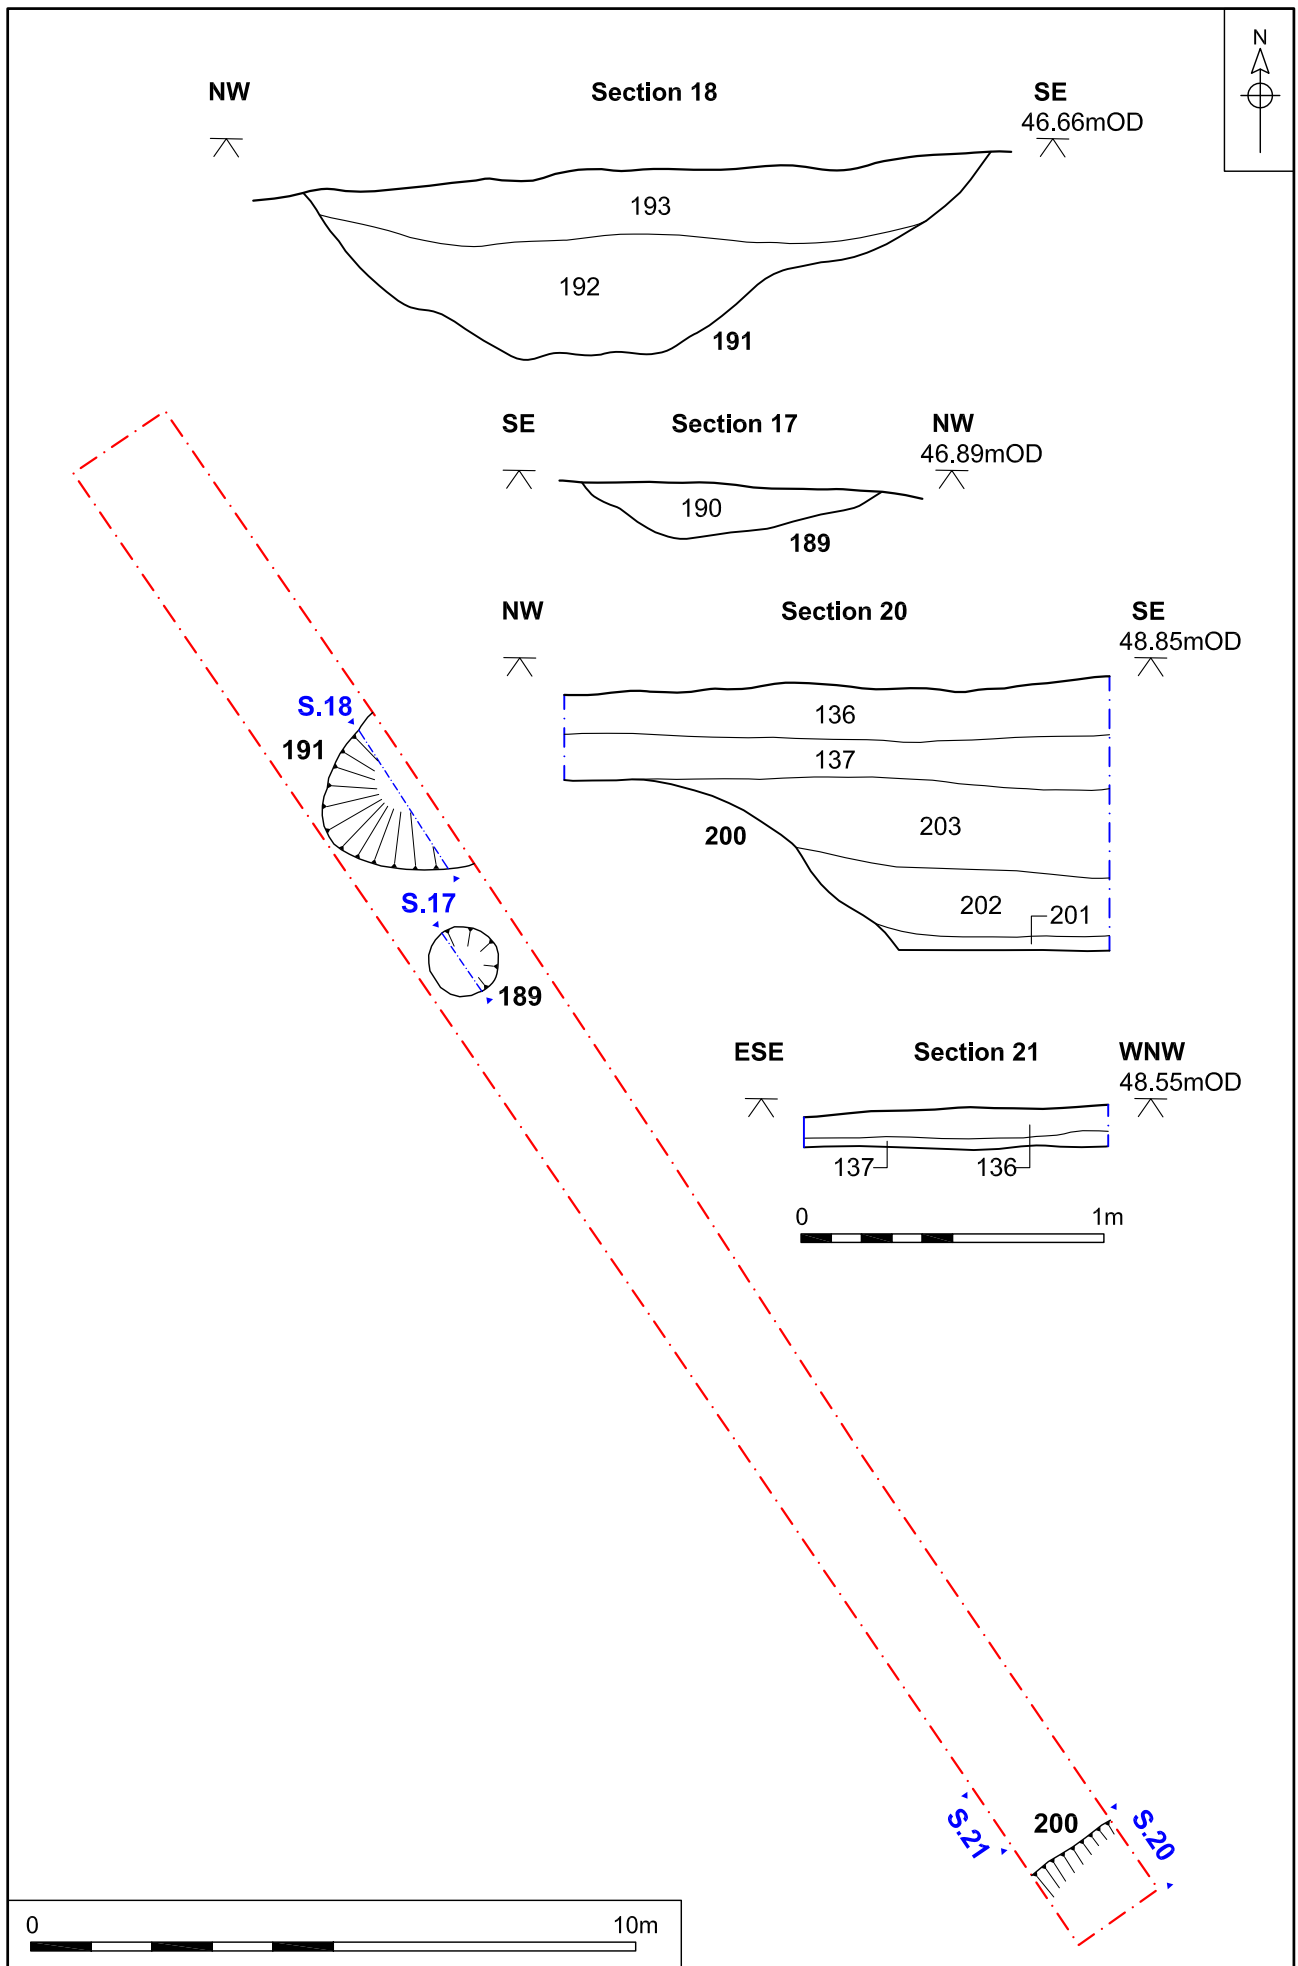 N
NW Section 18 SE
46.66mOD
193
192
191
SE Section 17 NW
46.89mOD
190
189
NW Section 20 SE
48.85mOD
136
137
200
203
202
201
S.18
191
S.17
189
ESE Section 21 WNW
48.55mOD
137 136
0 1m
S.21
200
S.20
0 10m